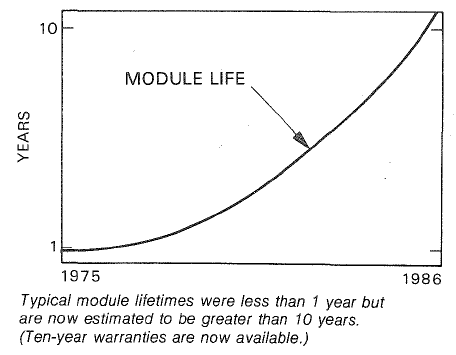 10
MODULE LIFE
YEARS
1
1975
1986
Typical module lifetimes were less than 1 year but
are now estimated to be greater than 10 years.
(Ten-year warranties are now available.)